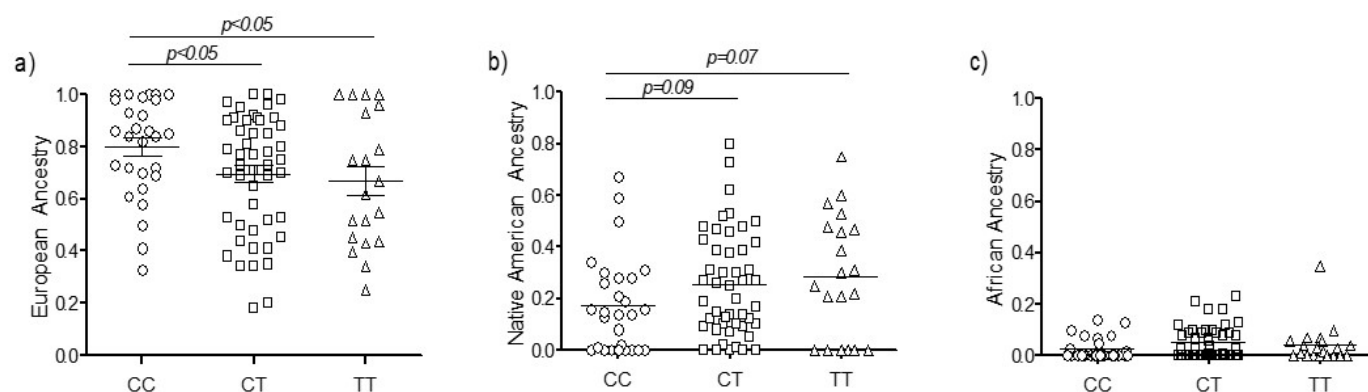 a)
p<0.05
p<0.05
European Ancestry
1.0
0.8
0.6
0.4
0.2
0.0
CC CT TT
b)
p=0.07
p=0.09
Native American Ancestry
1.0
0.8
0.6
0.4
0.2
0.0
CC CT TT
c)
African Ancestry
1.0
0.8
0.6
0.4
0.2
0.0
CC CT TT